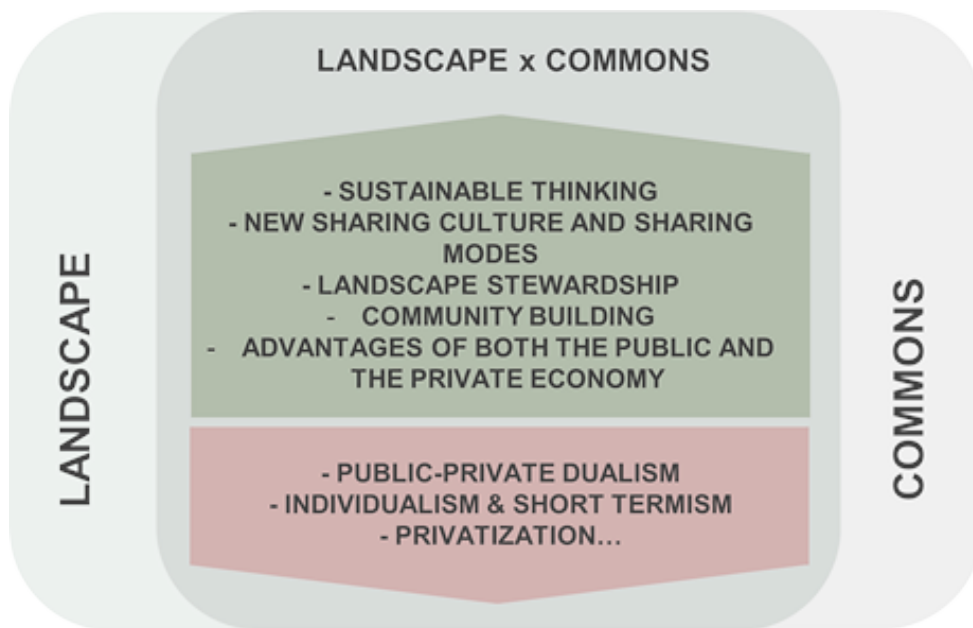 LANDSCAPE x COMMONS
LANDSCAPE
- SUSTAINABLE THINKING
- NEW SHARING CULTURE AND SHARING
MODES
- LANDSCAPE STEWARDSHIP
- COMMUNITY BUILDING
- ADVANTAGES OF BOTH THE PUBLIC AND
THE PRIVATE ECONOMY
- PUBLIC-PRIVATE DUALISM
- INDIVIDUALISM & SHORT TERMISM
- PRIVATIZATION…
COMMONS